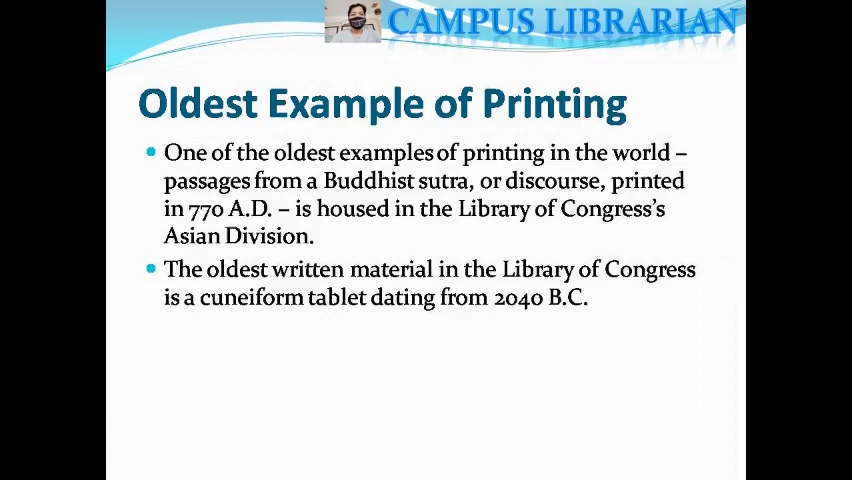 CAMPUS LIBRARIAN
Oldest Example of Printing
• One of the oldest examples of printing in the world –
passages from a Buddhist sutra, or discourse, printed
in 770 A.D. – is housed in the Library of Congress's
Asian Division.
• The oldest written material in the Library of Congress
is a cuneiform tablet dating from 2040 B.C.